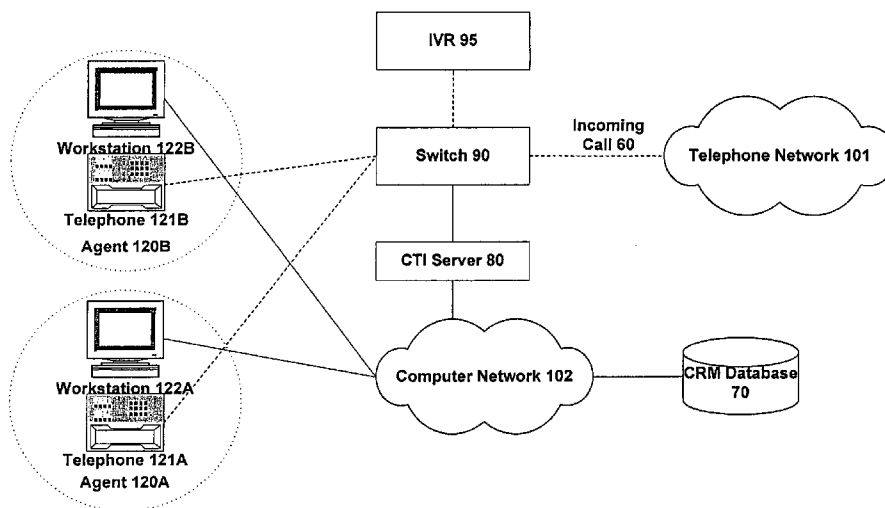 IVR 95
Workstation 122B
Telephone 121B
Agent 120B
Switch 90
Incoming
Call 60
Telephone Network 101
CTI Server 80
Workstation 122A
Telephone 121A
Agent 120A
Computer Network 102
CRM Database
70